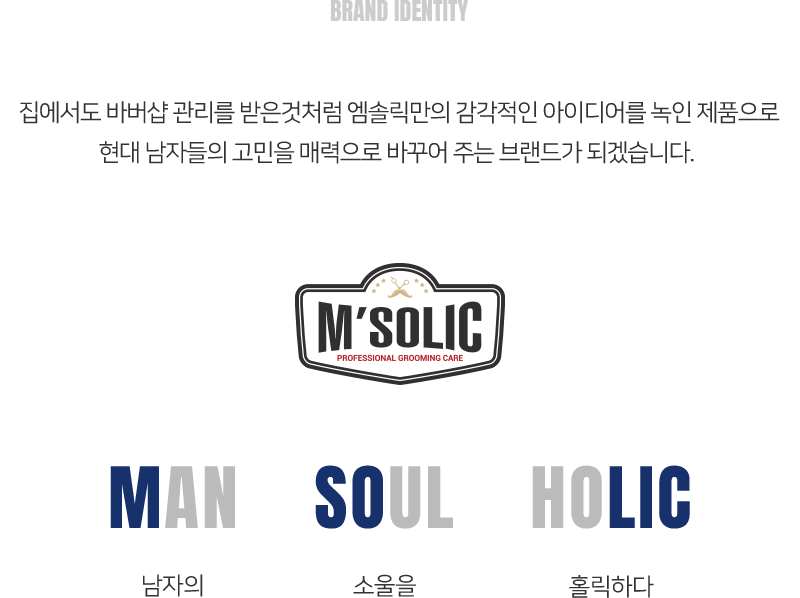 BRAND IDENTITY
집에서도 바버샵 관리를 받은것처럼 엠솔릭만의 감각적인 아이디어를 녹인 제품으로
현대 남자들의 고민을 매력으로 바꾸어 주는 브랜드가 되겠습니다.
M'SOLIC
PROFESSIONAL GROOMING CARE
MAN SOUL HOLIC
남자의 소울을 홀릭하다